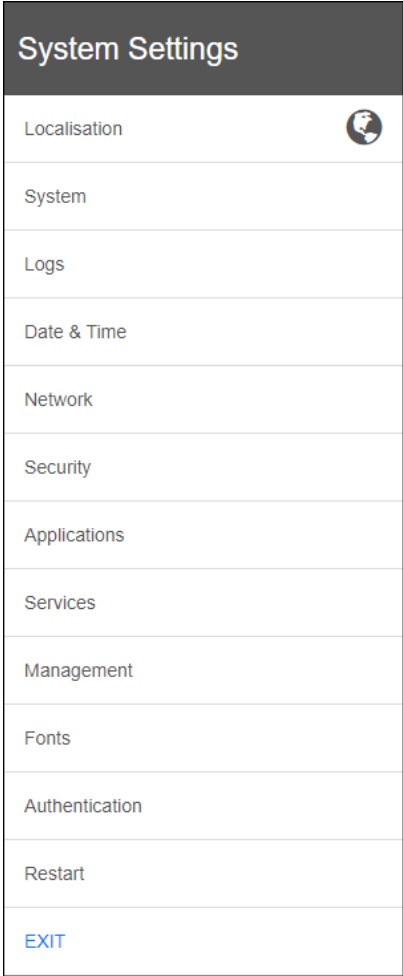 System Settings
Localisation
System
Logs
Date & Time
Network
Security
Applications
Services
Management
Fonts
Authentication
Restart
EXIT